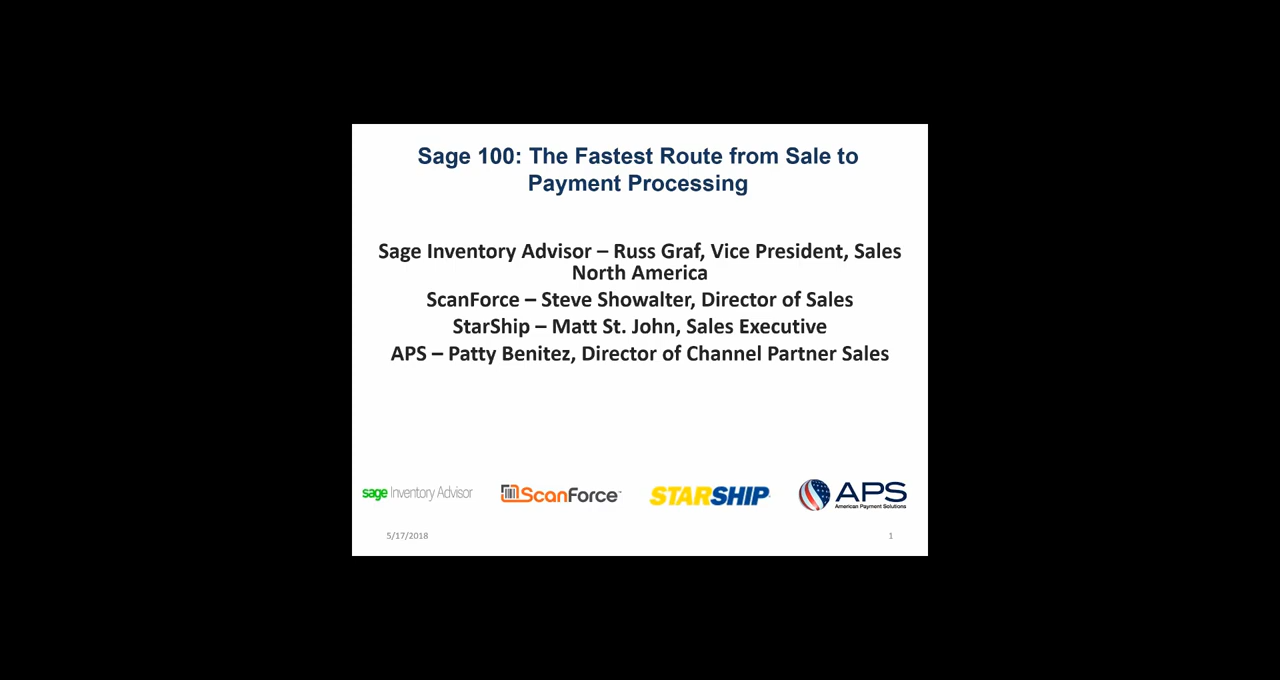 Sage 100: The Fastest Route from Sale to
Payment Processing
Sage Inventory Advisor – Russ Graf, Vice President, Sales
North America
ScanForce – Steve Showalter, Director of Sales
StarShip – Matt St. John, Sales Executive
APS – Patty Benitez, Director of Channel Partner Sales
sage Inventory Advisor
ScanForce
STARSHIP
APS
American Payment Solutions
5/17/2018
1